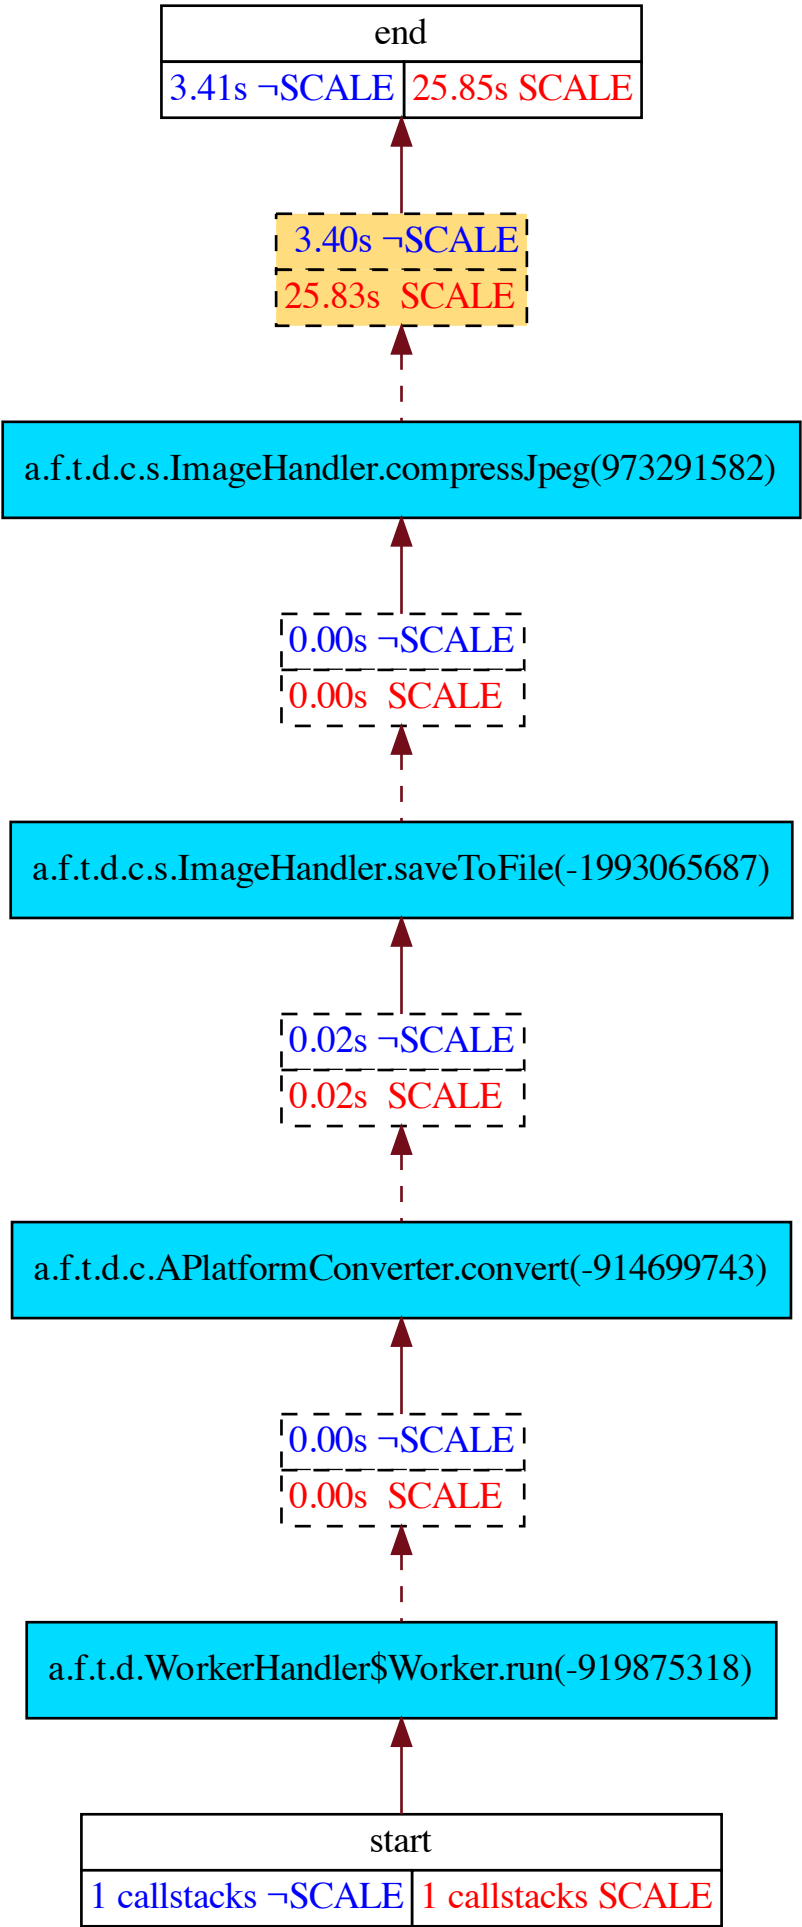 end
3.41s ¬SCALE 25.85s SCALE
3.40s ¬SCALE
25.83s SCALE
a.f.t.d.c.s.ImageHandler.compressJpeg(973291582)
0.00s ¬SCALE
0.00s SCALE
a.f.t.d.c.s.ImageHandler.saveToFile(-1993065687)
0.02s ¬SCALE
0.02s SCALE
a.f.t.d.c.APlatformConverter.convert(-914699743)
0.00s ¬SCALE
0.00s SCALE
a.f.t.d.WorkerHandler$Worker.run(-919875318)
start
1 callstacks ¬SCALE 1 callstacks SCALE